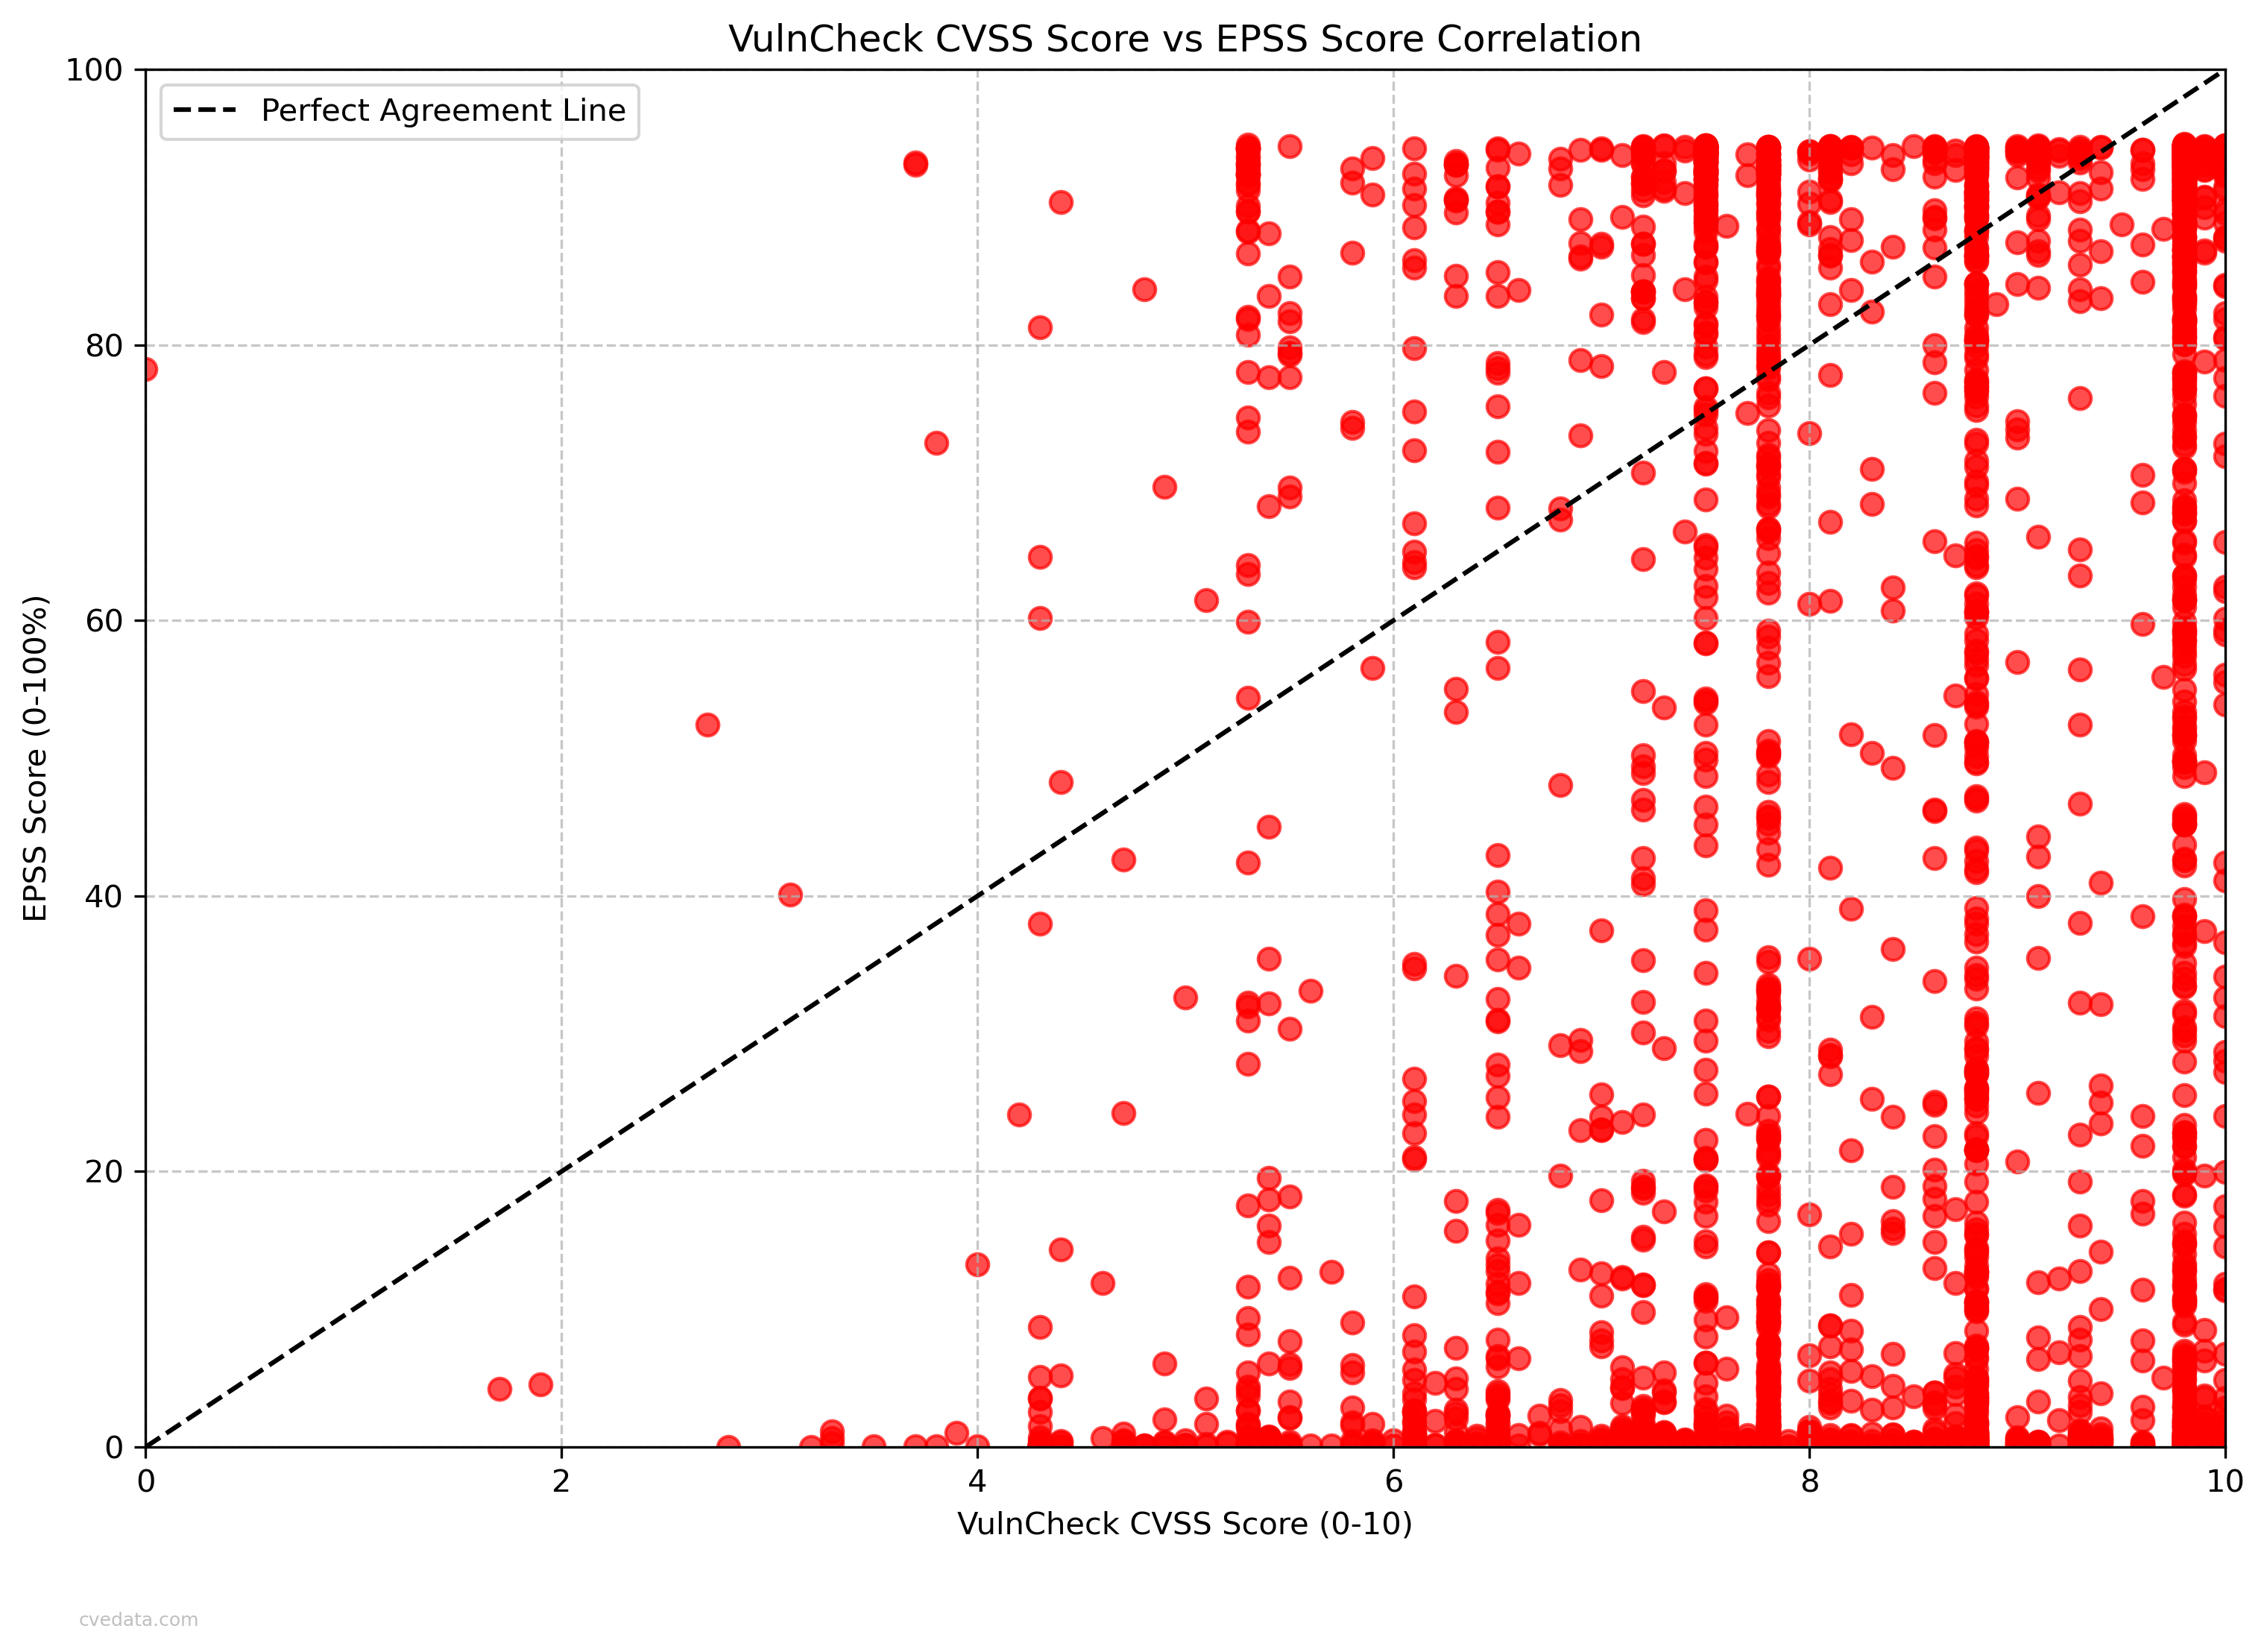 VulnCheck CVSS Score vs EPSS Score Correlation
Perfect Agreement Line
EPSS Score (0-100%)
100
80
60
40
20
0
0 2 4 6 8 10
VulnCheck CVSS Score (0-10)
cvedata.com